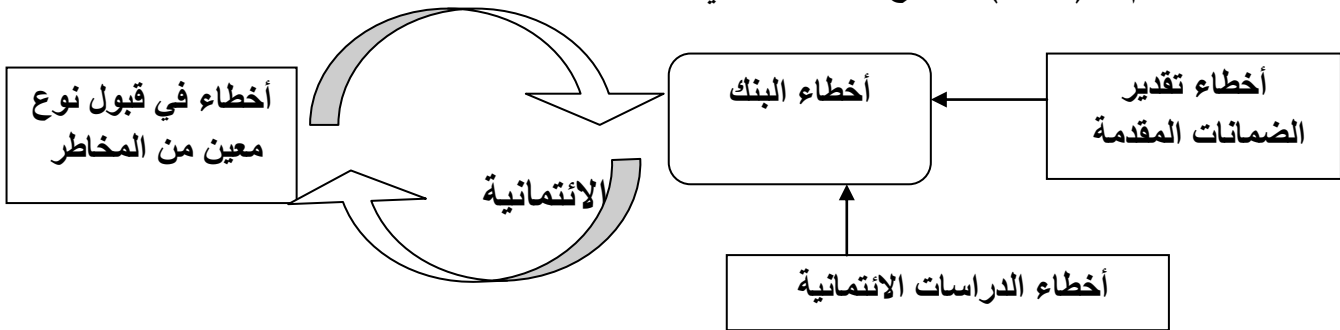 أخطاء تقدير
الضمانات المقدمة
أخطاء البنك
أخطاء في قبول نوع
معين من المخاطر
الائتمانية
أخطاء الدراسات الائتمانية